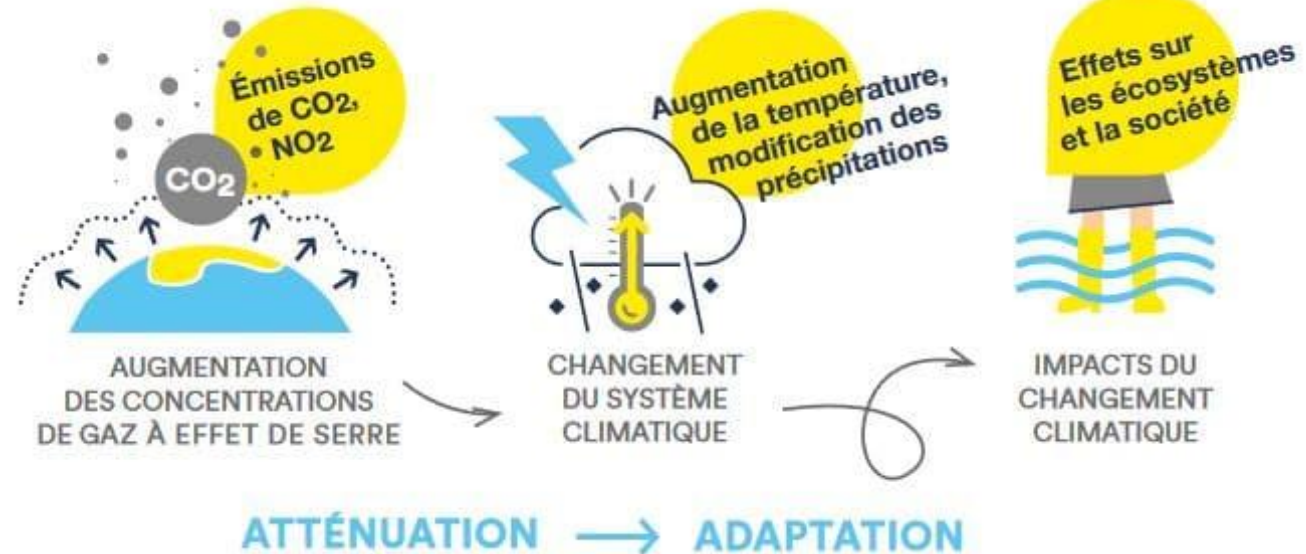 Émissions
de CO2,
NO2
CO2
AUGMENTATION
DES CONCENTRATIONS
DE GAZ À EFFET DE SERRE
Augmentation
de la température,
modification des
précipitations
CHANGEMENT
DU SYSTÈME
CLIMATIQUE
Effets sur
les écosystèmes
et la société
IMPACTS DU
CHANGEMENT
CLIMATIQUE
ATTÉNUATION → ADAPTATION